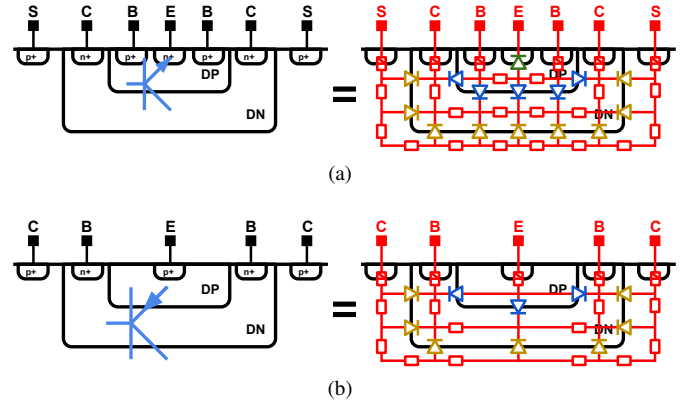 S C B E B C S S C B E B C S
p+ n+ p+ n+ p+ n+ p+
DP DP
=
DN DN
(a)
C B E B C C B E B C
p+ n+ p+ n+ p+
DP DP
=
DN DN
(b)